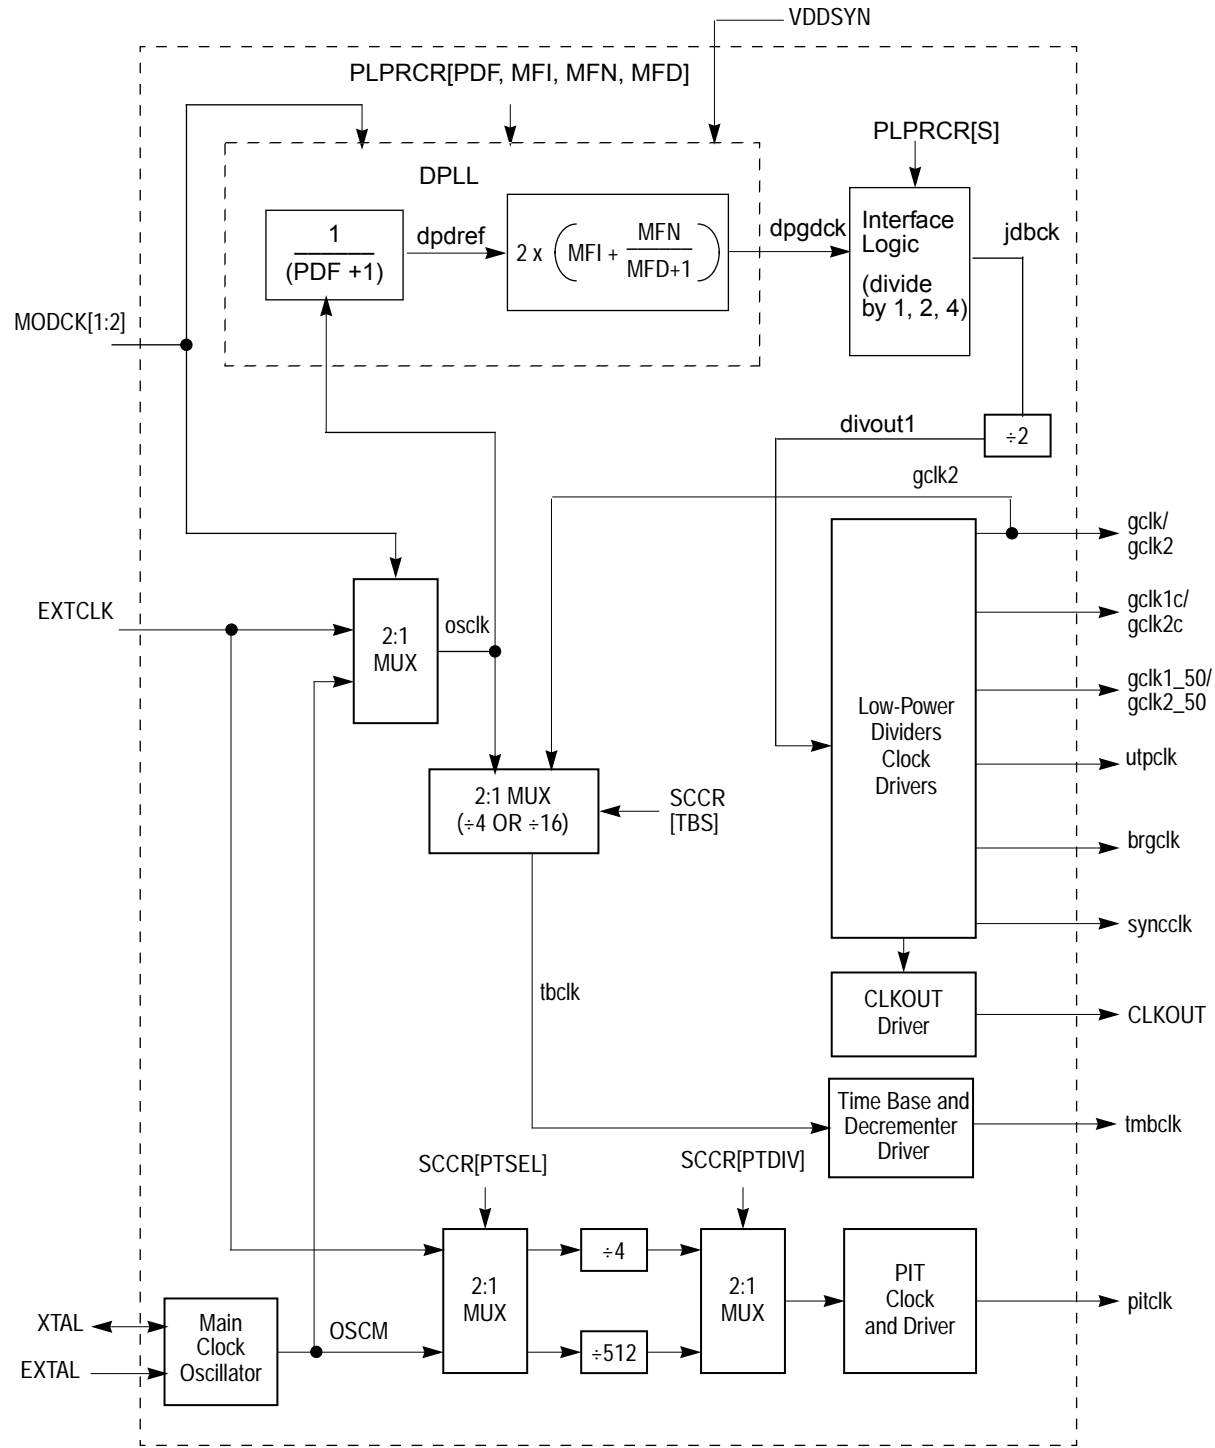 VDDSYN
PLPRCR[PDF, MFI, MFN, MFD]
PLPRCR[S]
DPLL
1
(PDF +1)
dpdref
2 x ( MFI + MFN
MFD+1 )
dpgdck
Interface
Logic
(divide
by 1, 2, 4)
jdbck
MODCK[1:2]
divout1
÷2
gclk2
gclk/
gclk2
EXTCLK
2:1
MUX
osclk
gclk1c/
gclk2c
gclk1_50/
gclk2_50
Low-Power
Dividers
Clock
Drivers
utpclk
2:1 MUX
(÷4 OR ÷16)
SCCR
[TBS]
brgclk
syncclk
tbclk
CLKOUT
Driver
CLKOUT
Time Base and
Decrementer
Driver
tmbclk
SCCR[PTSEL]
SCCR[PTDIV]
2:1
MUX
÷4
÷512
2:1
MUX
PIT
Clock
and Driver
pitclk
XTAL
EXTAL
Main
Clock
Oscillator
OSCM